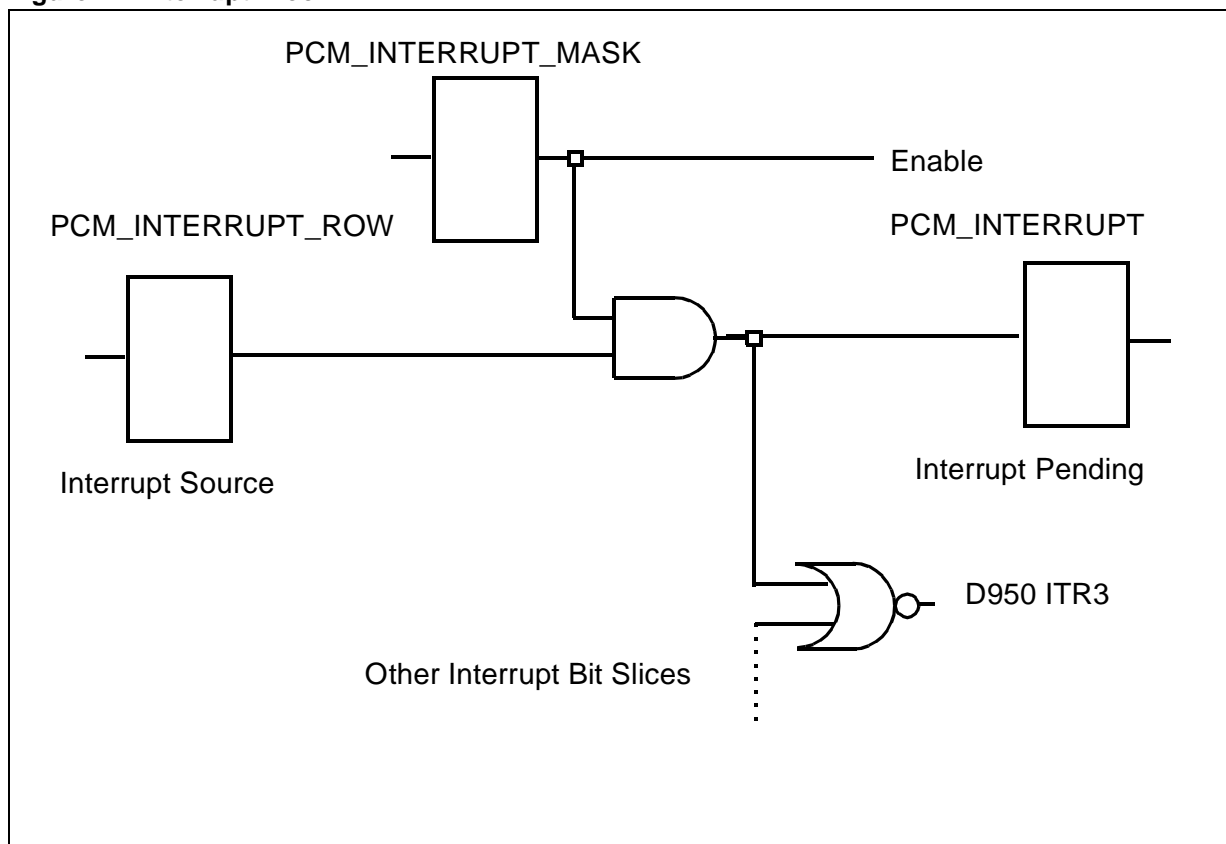 PCM_INTERRUPT_MASK
Enable
PCM_INTERRUPT_ROW
PCM_INTERRUPT
Interrupt Source
Interrupt Pending
D950 ITR3
Other Interrupt Bit Slices